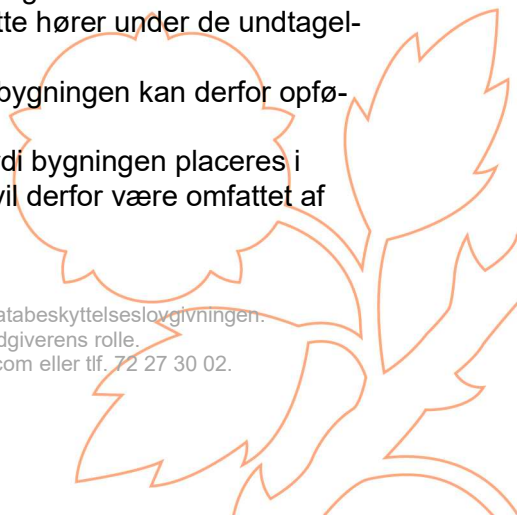 tte hører under de undtagel-
bygningen kan derfor opfø-
rdi bygningen placeres i
vil derfor være omfattet af
atabeskyttelseslovgivningen.
dgiverens rolle.
com eller tlf. 72 27 30 02.